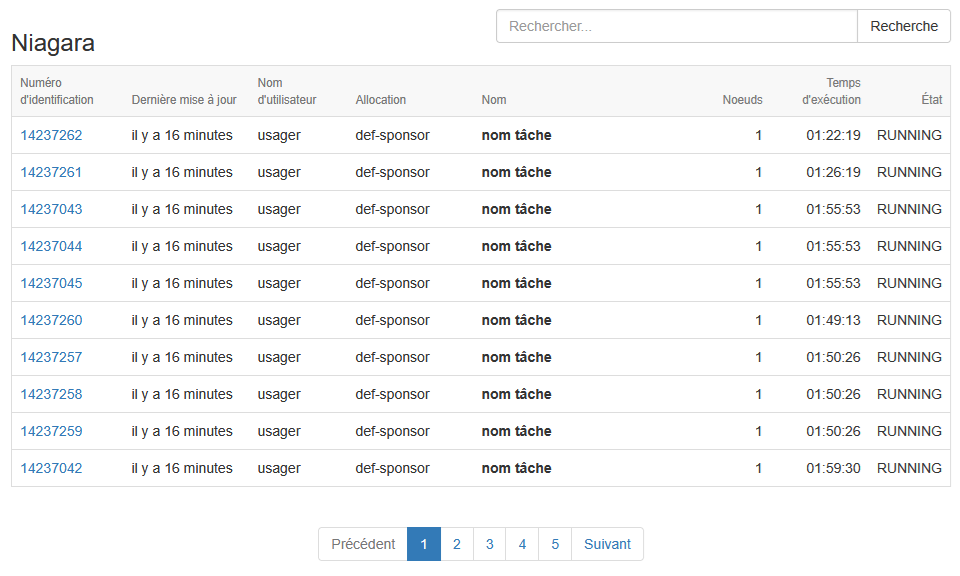 Rechercher...
Recherche
Niagara
Numéro d'identification Dernière mise à jour Nom d'utilisateur Allocation Nom Noeuds Temps d'exécution État
14237262 il y a 16 minutes usager def-sponsor nom tâche 1 01:22:19 RUNNING
14237261 il y a 16 minutes usager def-sponsor nom tâche 1 01:26:19 RUNNING
14237043 il y a 16 minutes usager def-sponsor nom tâche 1 01:55:53 RUNNING
14237044 il y a 16 minutes usager def-sponsor nom tâche 1 01:55:53 RUNNING
14237045 il y a 16 minutes usager def-sponsor nom tâche 1 01:55:53 RUNNING
14237260 il y a 16 minutes usager def-sponsor nom tâche 1 01:49:13 RUNNING
14237257 il y a 16 minutes usager def-sponsor nom tâche 1 01:50:26 RUNNING
14237258 il y a 16 minutes usager def-sponsor nom tâche 1 01:50:26 RUNNING
14237259 il y a 16 minutes usager def-sponsor nom tâche 1 01:50:26 RUNNING
14237042 il y a 16 minutes usager def-sponsor nom tâche 1 01:59:30 RUNNING
Précédent 1 2 3 4 5 Suivant